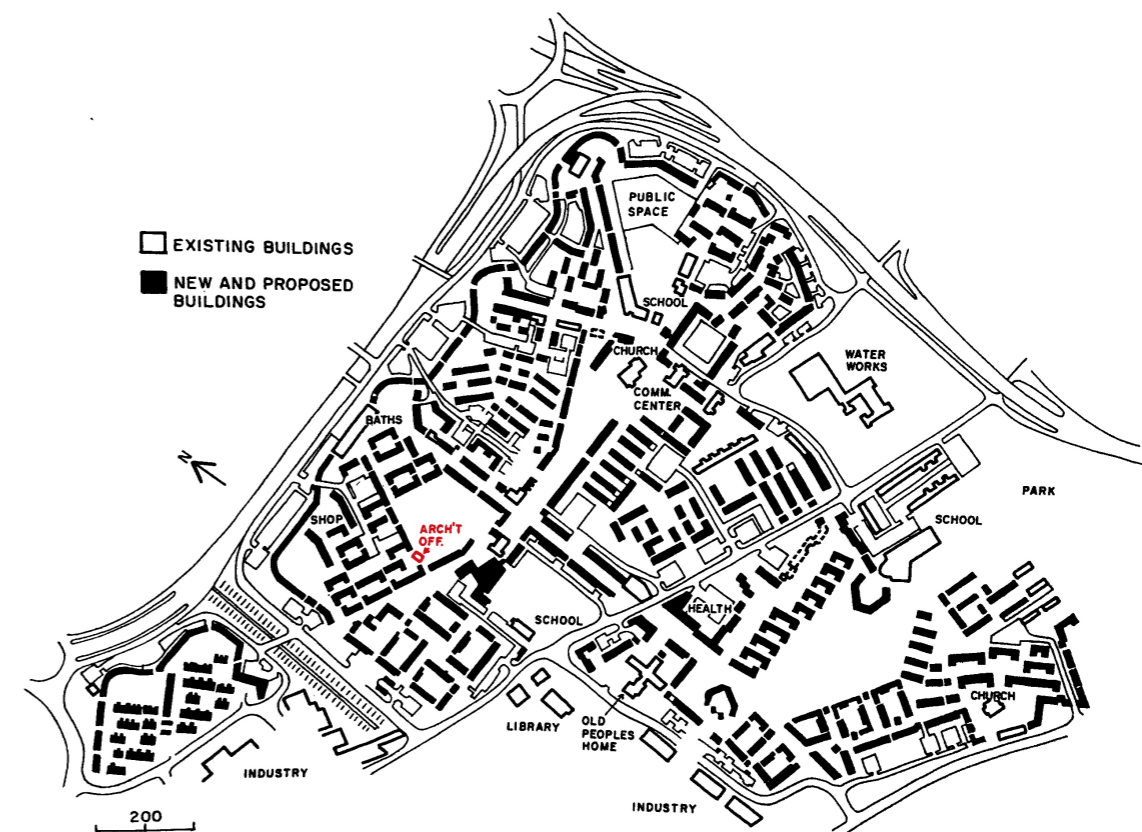 PUBLIC
SPACE
EXISTING BUILDINGS
NEW AND PROPOSED
BUILDINGS
SCHOOL
CHURCH
WATER
WORKS
COMM.
CENTER
BATHS
N
PARK
SHOP
ARCH'T
OFF.
SCHOOL
HEALTH
SCHOOL
CHURCH
LIBRARY
OLD
PEOPLES
HOME
INDUSTRY
INDUSTRY
200